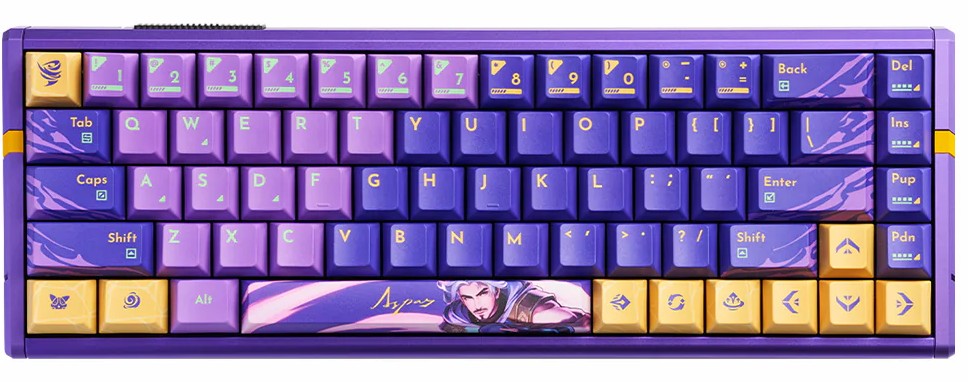 ! 1 @ 2 # 3 $ 4 % 5 ^ 6 & 7 * 8 ( 9 ) 0 - + = Back Del
Tab Q W E R T Y U I O P { [ } ] | \ Ins
Caps A S D F G H J K L : ; " ' Enter Pup
Shift Z X C V B N M < ' > . ? / Shift Pdn
Alt